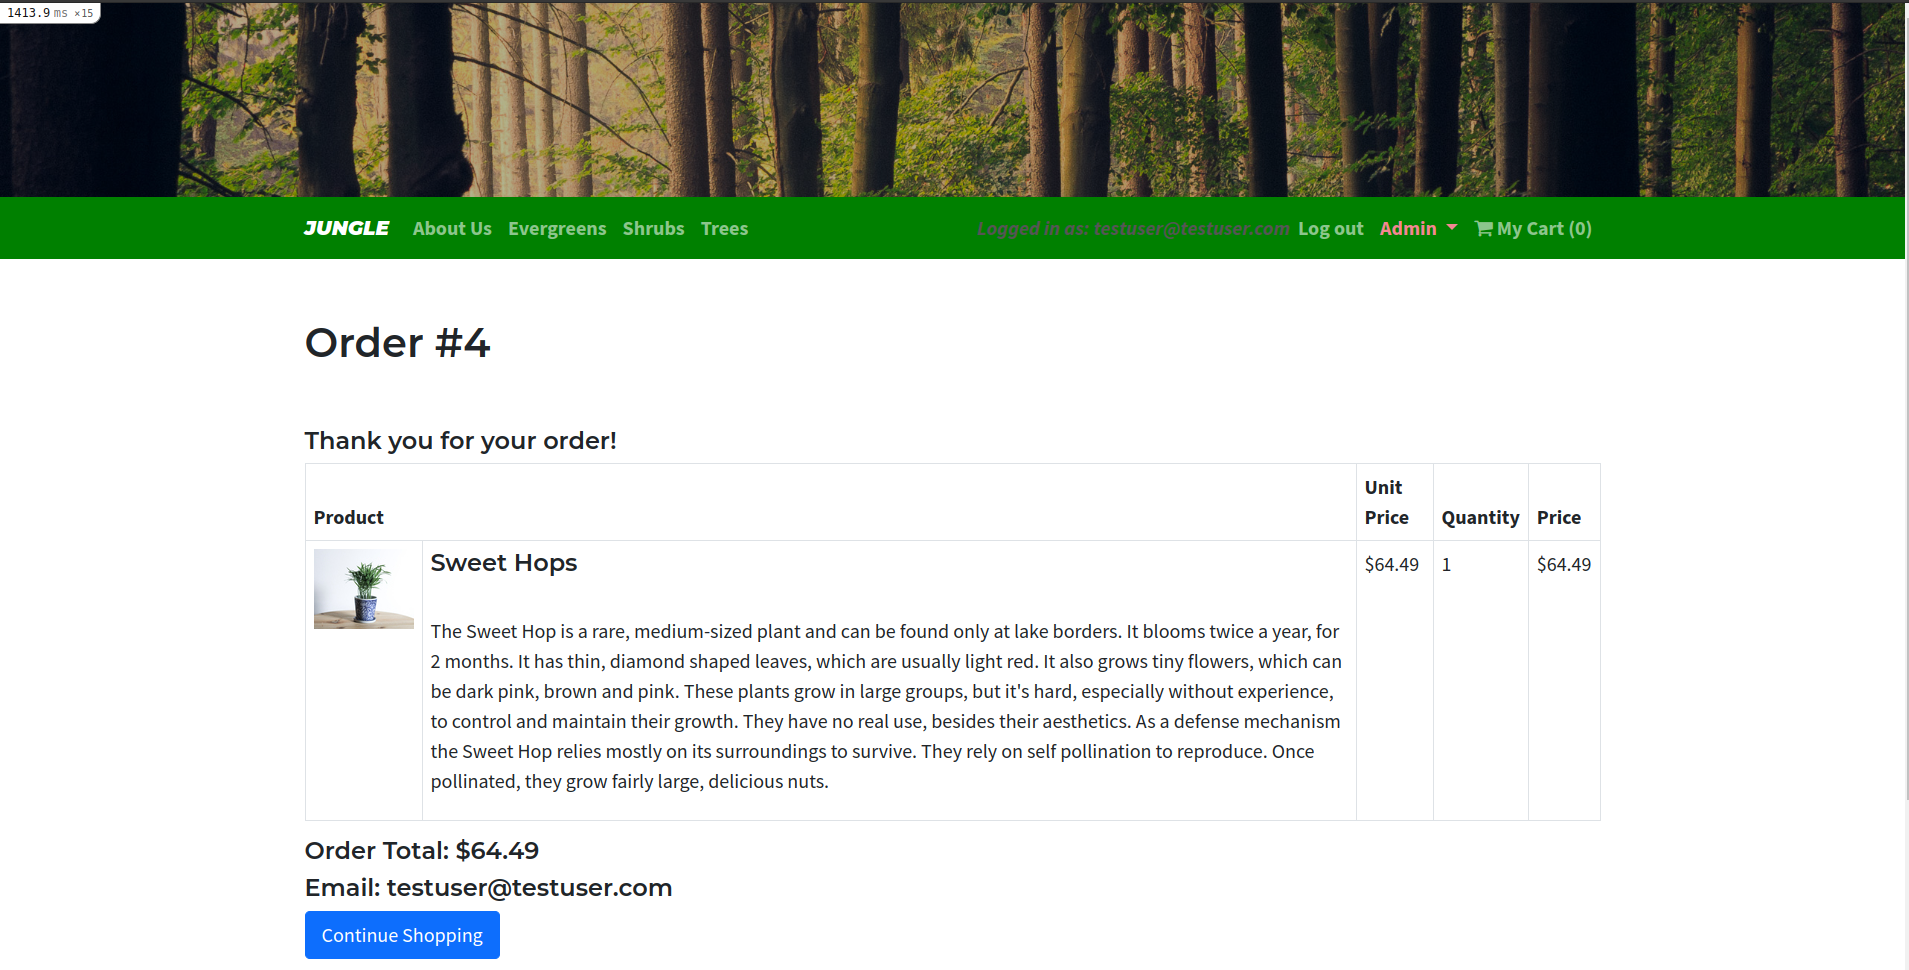 1413.9 ms ×15
JUNGLE About Us Evergreens Shrubs Trees Logged in as: testuser@testuser.com Log out Admin My Cart (0)
Order #4
Thank you for your order!
Product Unit Price Quantity Price
Sweet Hops $64.49 1 $64.49
The Sweet Hop is a rare, medium-sized plant and can be found only at lake borders. It blooms twice a year, for
2 months. It has thin, diamond shaped leaves, which are usually light red. It also grows tiny flowers, which can
be dark pink, brown and pink. These plants grow in large groups, but it's hard, especially without experience,
to control and maintain their growth. They have no real use, besides their aesthetics. As a defense mechanism
the Sweet Hop relies mostly on its surroundings to survive. They rely on self pollination to reproduce. Once
pollinated, they grow fairly large, delicious nuts.
Order Total: $64.49
Email: testuser@testuser.com
Continue Shopping